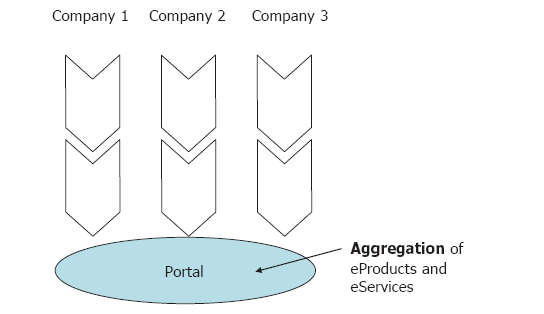 Company 1 Company 2 Company 3
Aggregation of
eProducts and
eServices
Portal